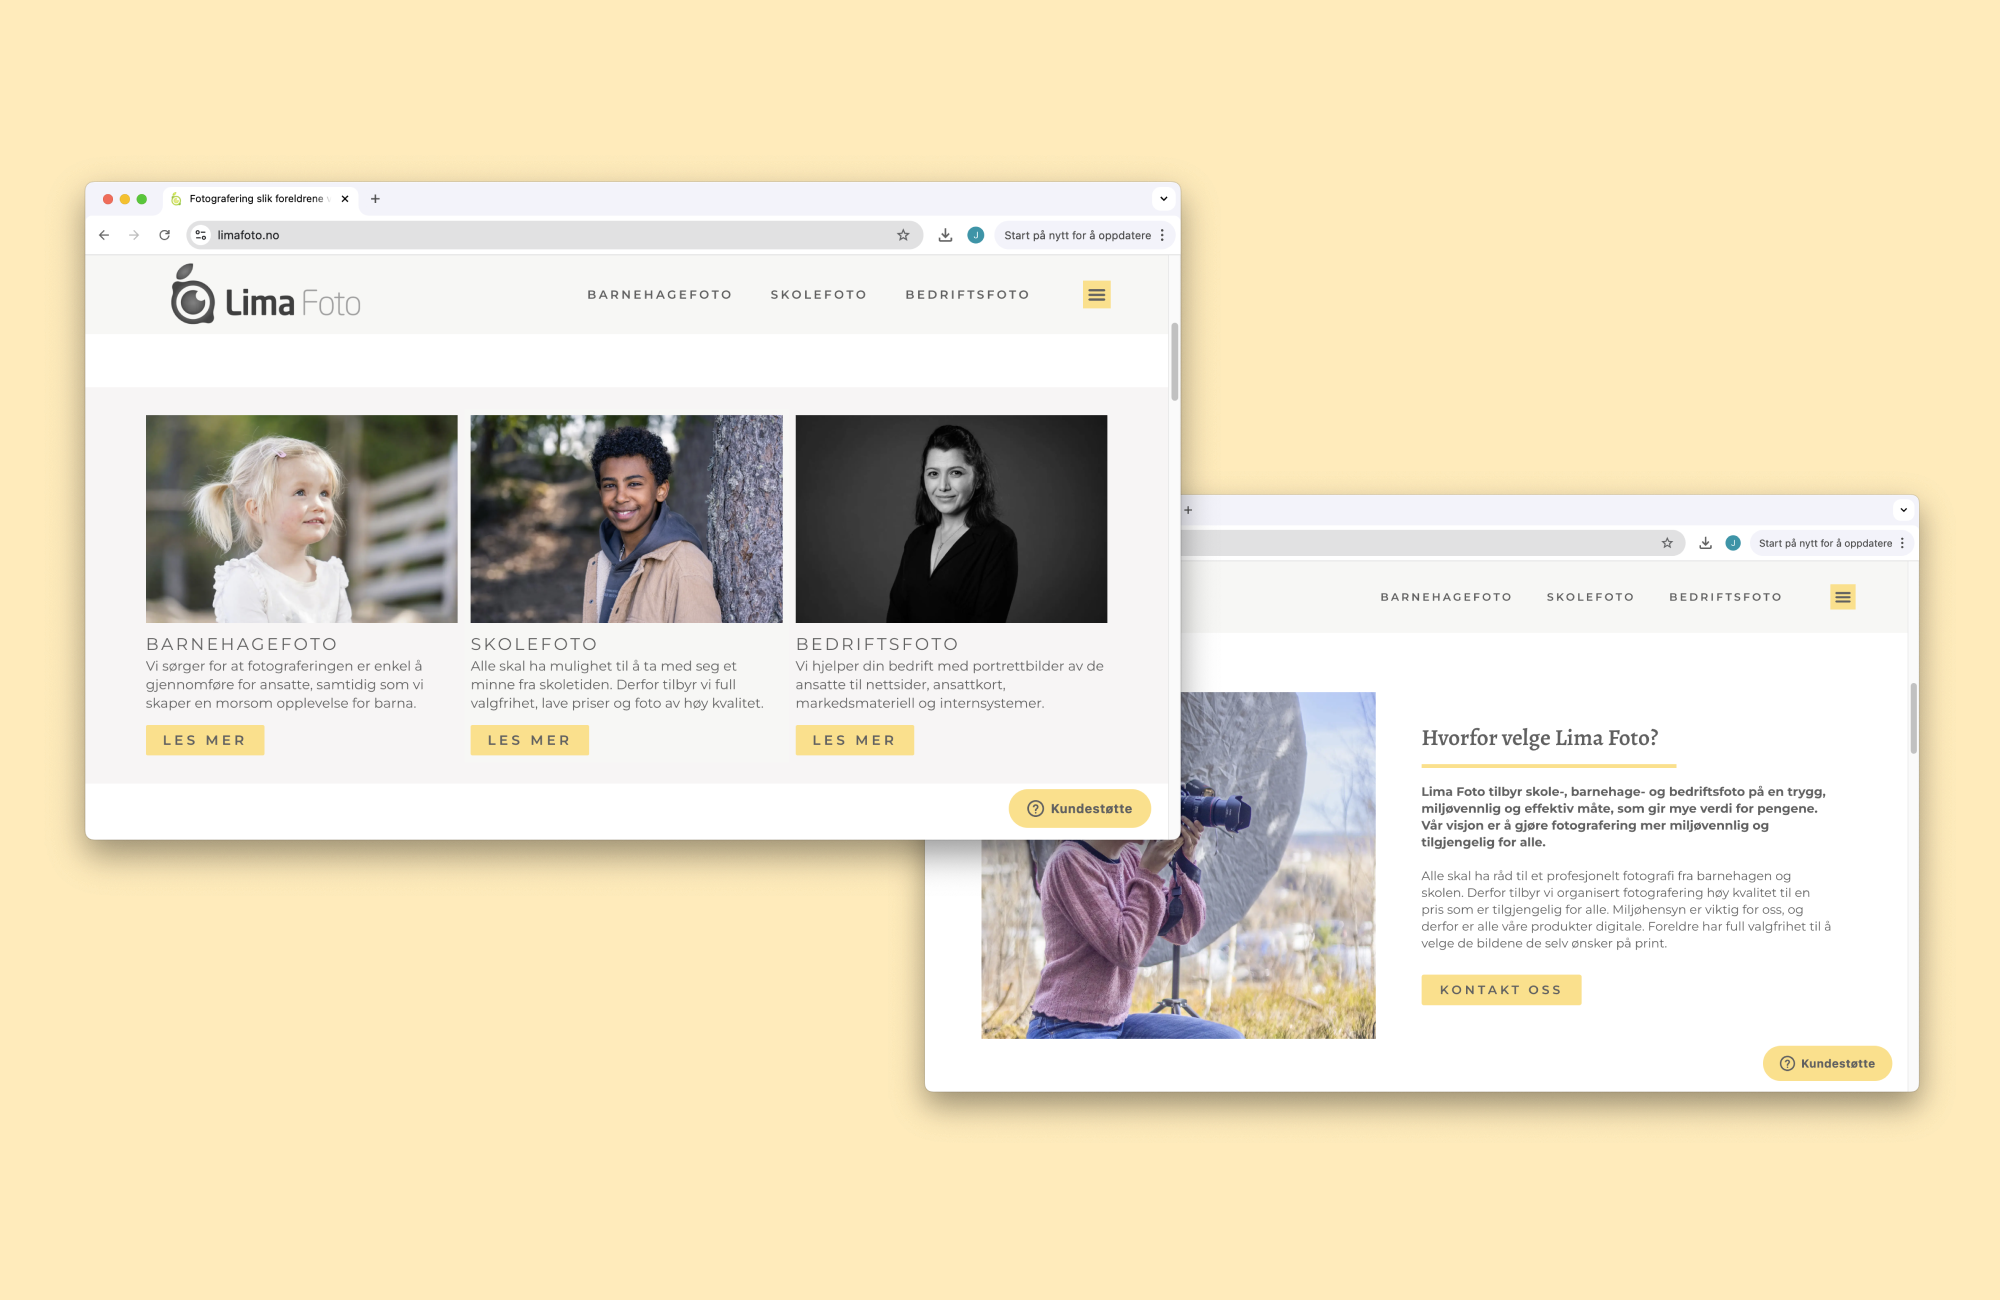 Fotografering slik foreldrene
limafoto.no
J
Start på nytt for å oppdatere
Lima Foto
BARNEHAGEFOTO
SKOLEFOTO
BEDRIFTSFOTO
BARNEHAGEFOTO
Vi sørger for at fotograferingen er enkel å
gjennomføre for ansatte, samtidig som vi
skaper en morsom opplevelse for barna.
LES MER
SKOLEFOTO
Alle skal ha mulighet til å ta med seg et
minne fra skoletiden. Derfor tilbyr vi full
valgfrihet, lave priser og foto av høy kvalitet.
LES MER
BEDRIFTSFOTO
Vi hjelper din bedrift med portrettbilder av de
ansatte til nettsider, ansattkort,
markedsmateriell og internsystemer.
LES MER
Kundestøtte
J
Start på nytt for å oppdatere
BARNEHAGEFOTO
SKOLEFOTO
BEDRIFTSFOTO
Hvorfor velge Lima Foto?
Lima Foto tilbyr skole-, barnehage- og bedriftsfoto på en trygg,
miljøvennlig og effektiv måte, som gir mye verdi for pengene.
Vår visjon er å gjøre fotografering mer miljøvennlig og
tilgjengelig for alle.
Alle skal ha råd til et profesjonelt fotografi fra barnehagen og
skolen. Derfor tilbyr vi organisert fotografering høy kvalitet til en
pris som er tilgjengelig for alle. Miljøhensyn er viktig for oss, og
derfor er alle våre produkter digitale. Foreldre har full valgfrihet til å
velge de bildene de selv ønsker på print.
KONTAKT OSS
Kundestøtte